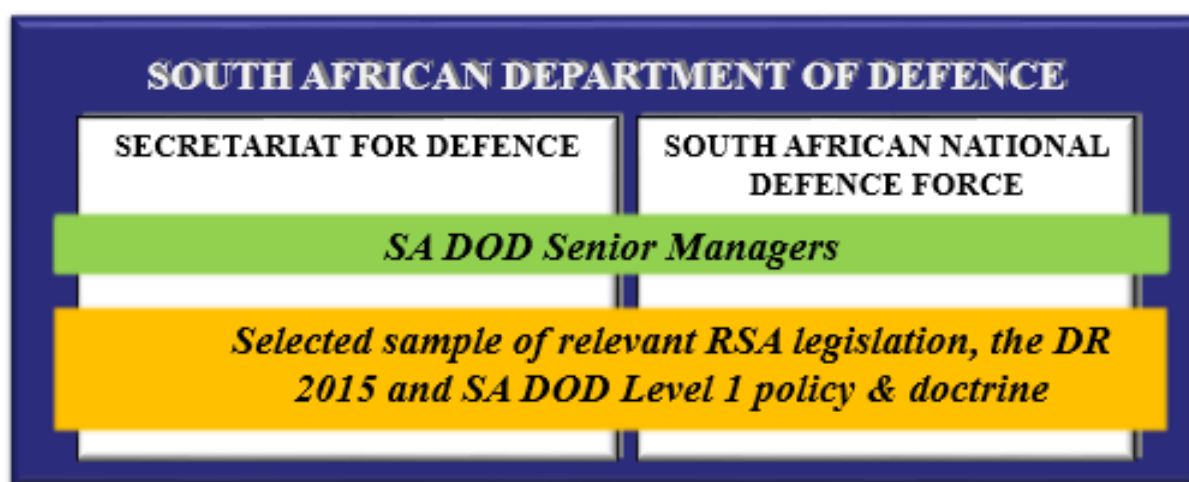 SOUTH AFRICAN DEPARTMENT OF DEFENCE
SECRETARIAT FOR DEFENCE
SOUTH AFRICAN NATIONAL
DEFENCE FORCE
SA DOD Senior Managers
Selected sample of relevant RSA legislation, the DR
2015 and SA DOD Level 1 policy & doctrine